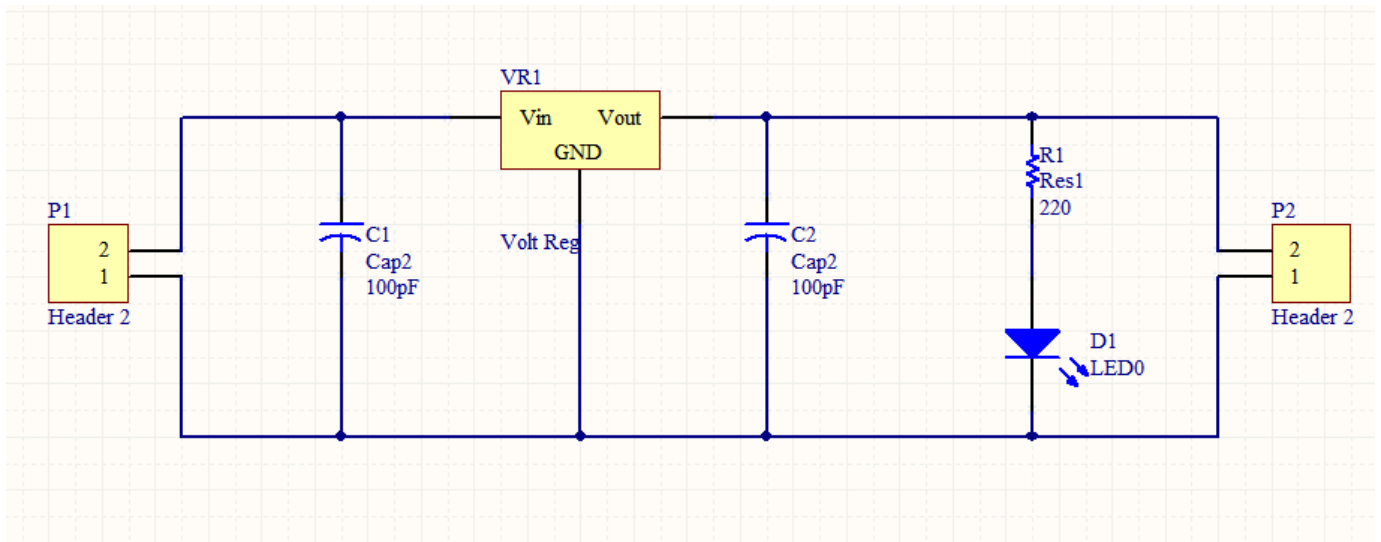 VR1
Vin Vout
GND
Volt Reg
P1
2
1
Header 2
C1
Cap2
100pF
C2
Cap2
100pF
R1
Res1
220
D1
LED0
P2
2
1
Header 2